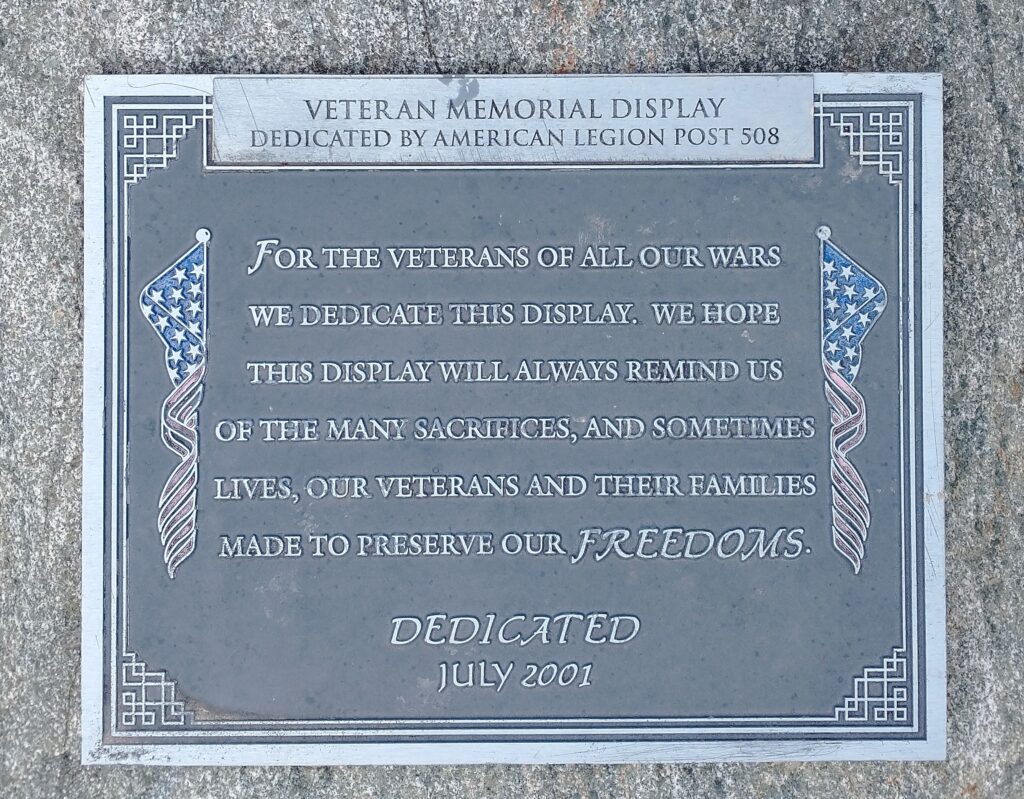 VETERAN MEMORIAL DISPLAY
DEDICATED BY AMERICAN LEGION POST 508
FOR THE VETERANS OF ALL OUR WARS
WE DEDICATE THIS DISPLAY. WE HOPE
THIS DISPLAY WILL ALWAYS REMIND US
OF THE MANY SACRIFICES, AND SOMETIMES
LIVES, OUR VETERANS AND THEIR FAMILIES
MADE TO PRESERVE OUR FREEDOMS.
DEDICATED
JULY 2001